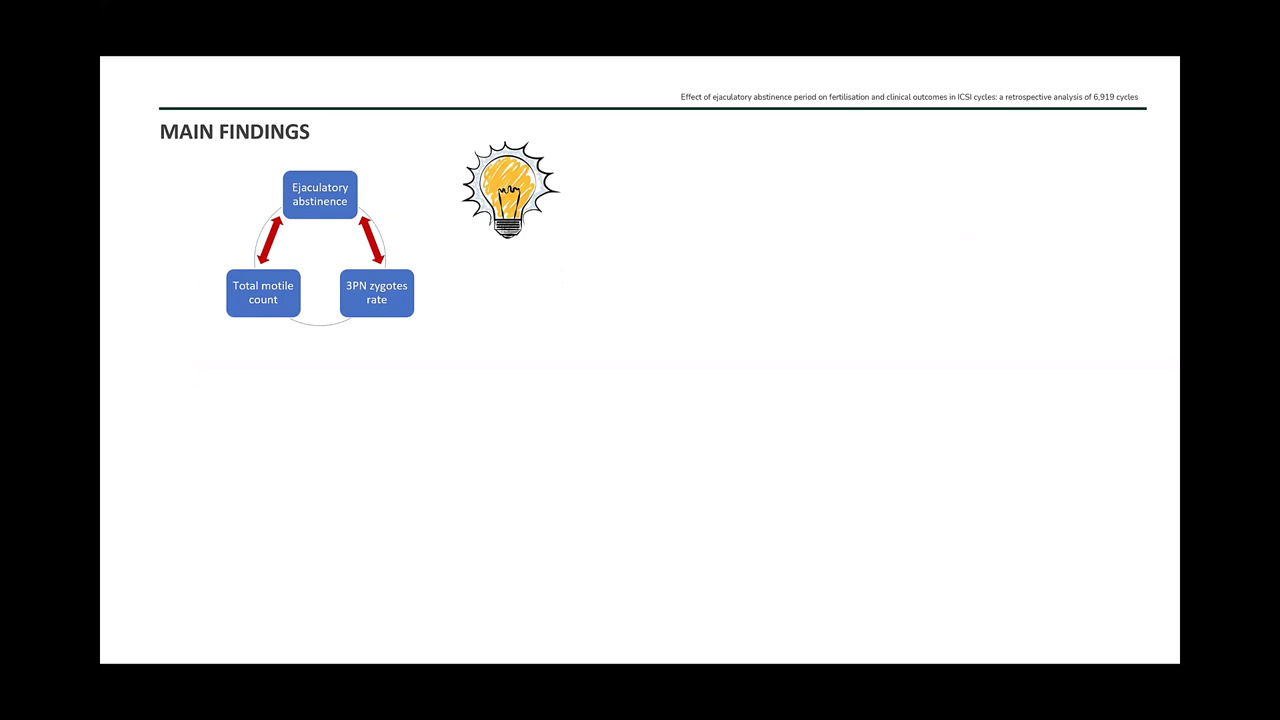 Effect of ejaculatory abstinence period on fertilisation and clinical outcomes in ICSI cycles: a retrospective analysis of 6,919 cycles
MAIN FINDINGS
Ejaculatory
abstinence
Total motile
count
3PN zygotes
rate